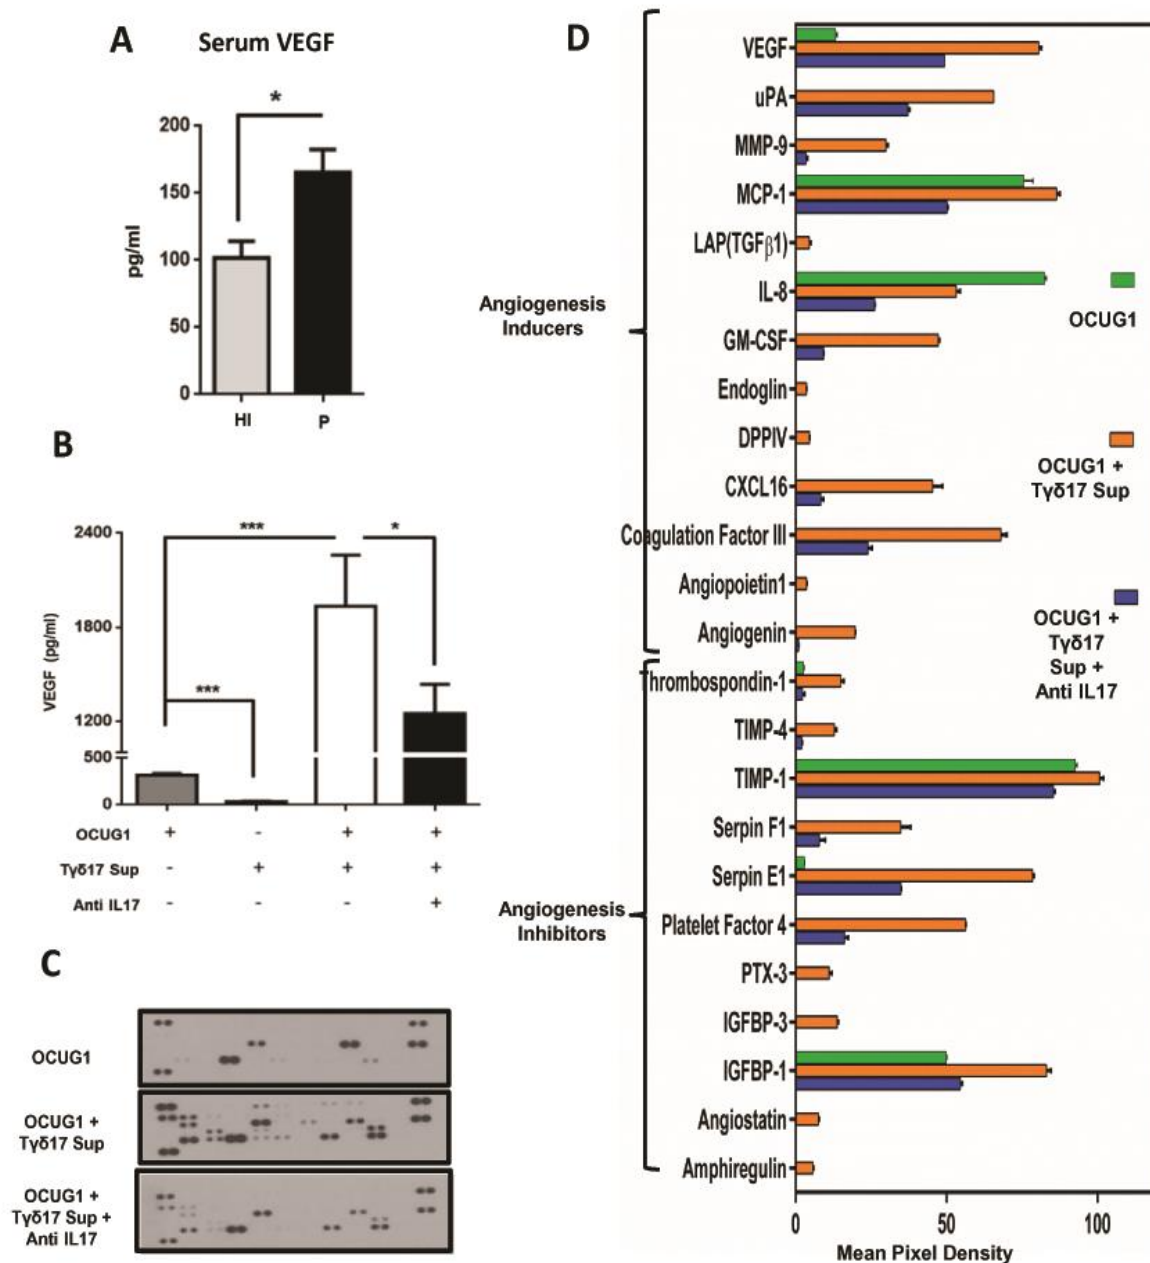 A
Serum VEGF
*
200
150
100
50
0
pg/ml
HI
P
B
***
*
***
2400
1800
1200
500
0
VEGF (pg/ml)
OCUG1 + - + +
Tγδ17 Sup - + + +
Anti IL17 - - - +
C
OCUG1
OCUG1 +
Tγδ17 Sup
OCUG1 +
Tγδ17 Sup +
Anti IL17
D
Angiogenesis
Inducers
VEGF
uPA
MMP-9
MCP-1
LAP(TGFβ1)
IL-8
GM-CSF
Endoglin
DPPIV
CXCL16
Coagulation Factor III
Angiopoietin1
Angiogenin
Angiogenesis
Inhibitors
Thrombospondin-1
TIMP-4
TIMP-1
Serpin F1
Serpin E1
Platelet Factor 4
PTX-3
IGFBP-3
IGFBP-1
Angiostatin
Amphiregulin
0
50
100
Mean Pixel Density
OCUG1
OCUG1 +
Tγδ17 Sup
OCUG1 +
Tγδ17
Sup +
Anti IL17